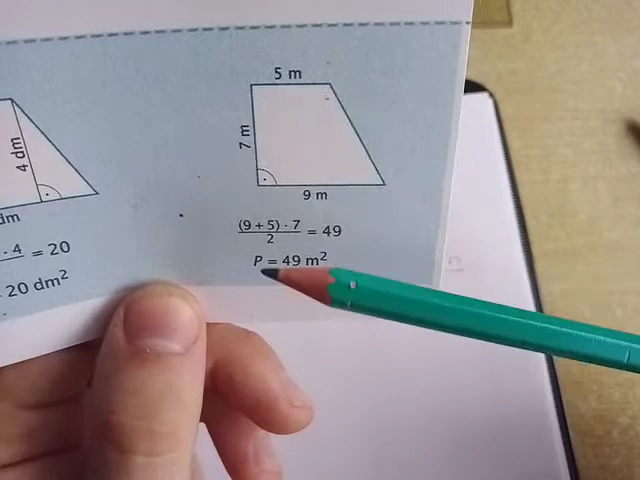 4 dm
dm
· 4 = 20
20 dm²
5 m
7 m
9 m
(9 + 5) · 7 / 2 = 49
P = 49 m²